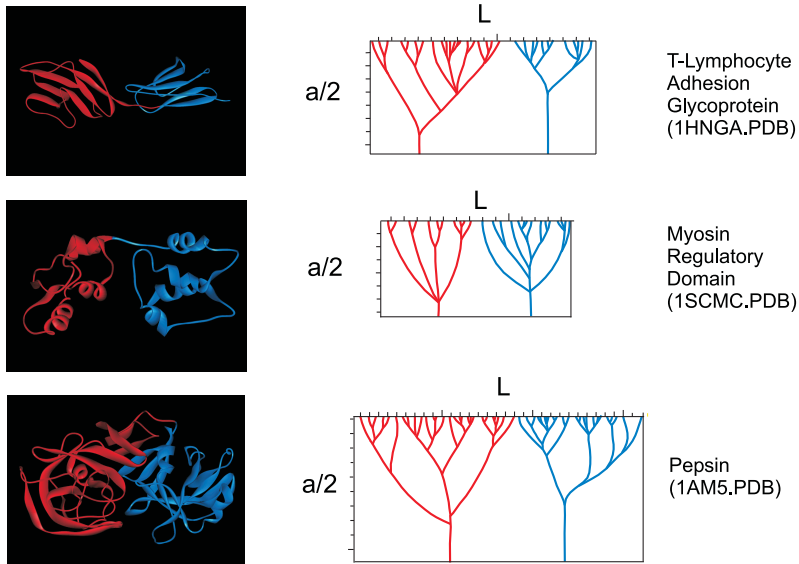 L
a/2
T-Lymphocyte
Adhesion
Glycoprotein
(1HNGA.PDB)
L
a/2
Myosin
Regulatory
Domain
(1SCMC.PDB)
L
a/2
Pepsin
(1AM5.PDB)